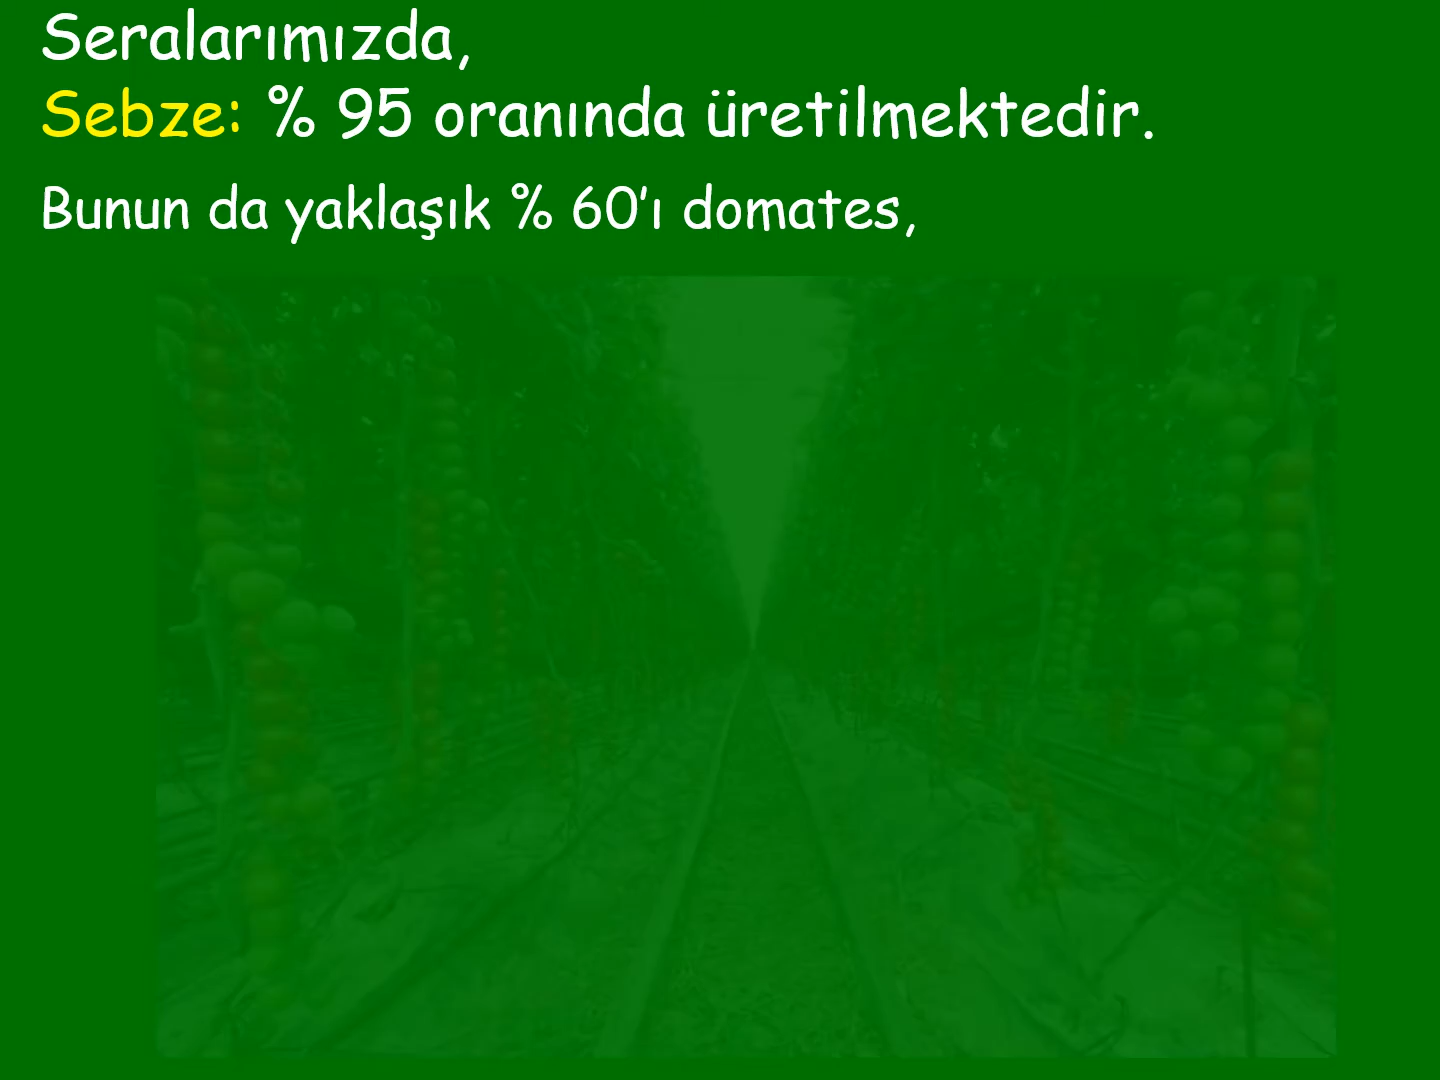 Seralarımızda,
Sebze: % 95 oranında üretilmektedir.
Bunun da yaklaşık % 60’ı domates,